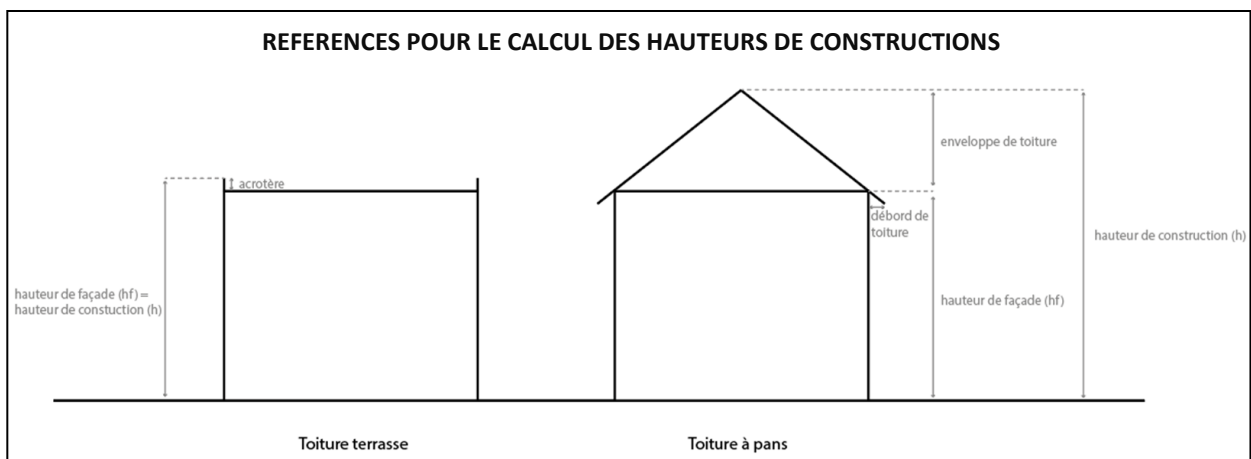 REFERENCES POUR LE CALCUL DES HAUTEURS DE CONSTRUCTIONS
enveloppe de toiture
acrotère
débord de
toiture
hauteur de construction (h)
hauteur de façade (hf) =
hauteur de constuction (h)
hauteur de façade (hf)
Toiture terrasse
Toiture à pans